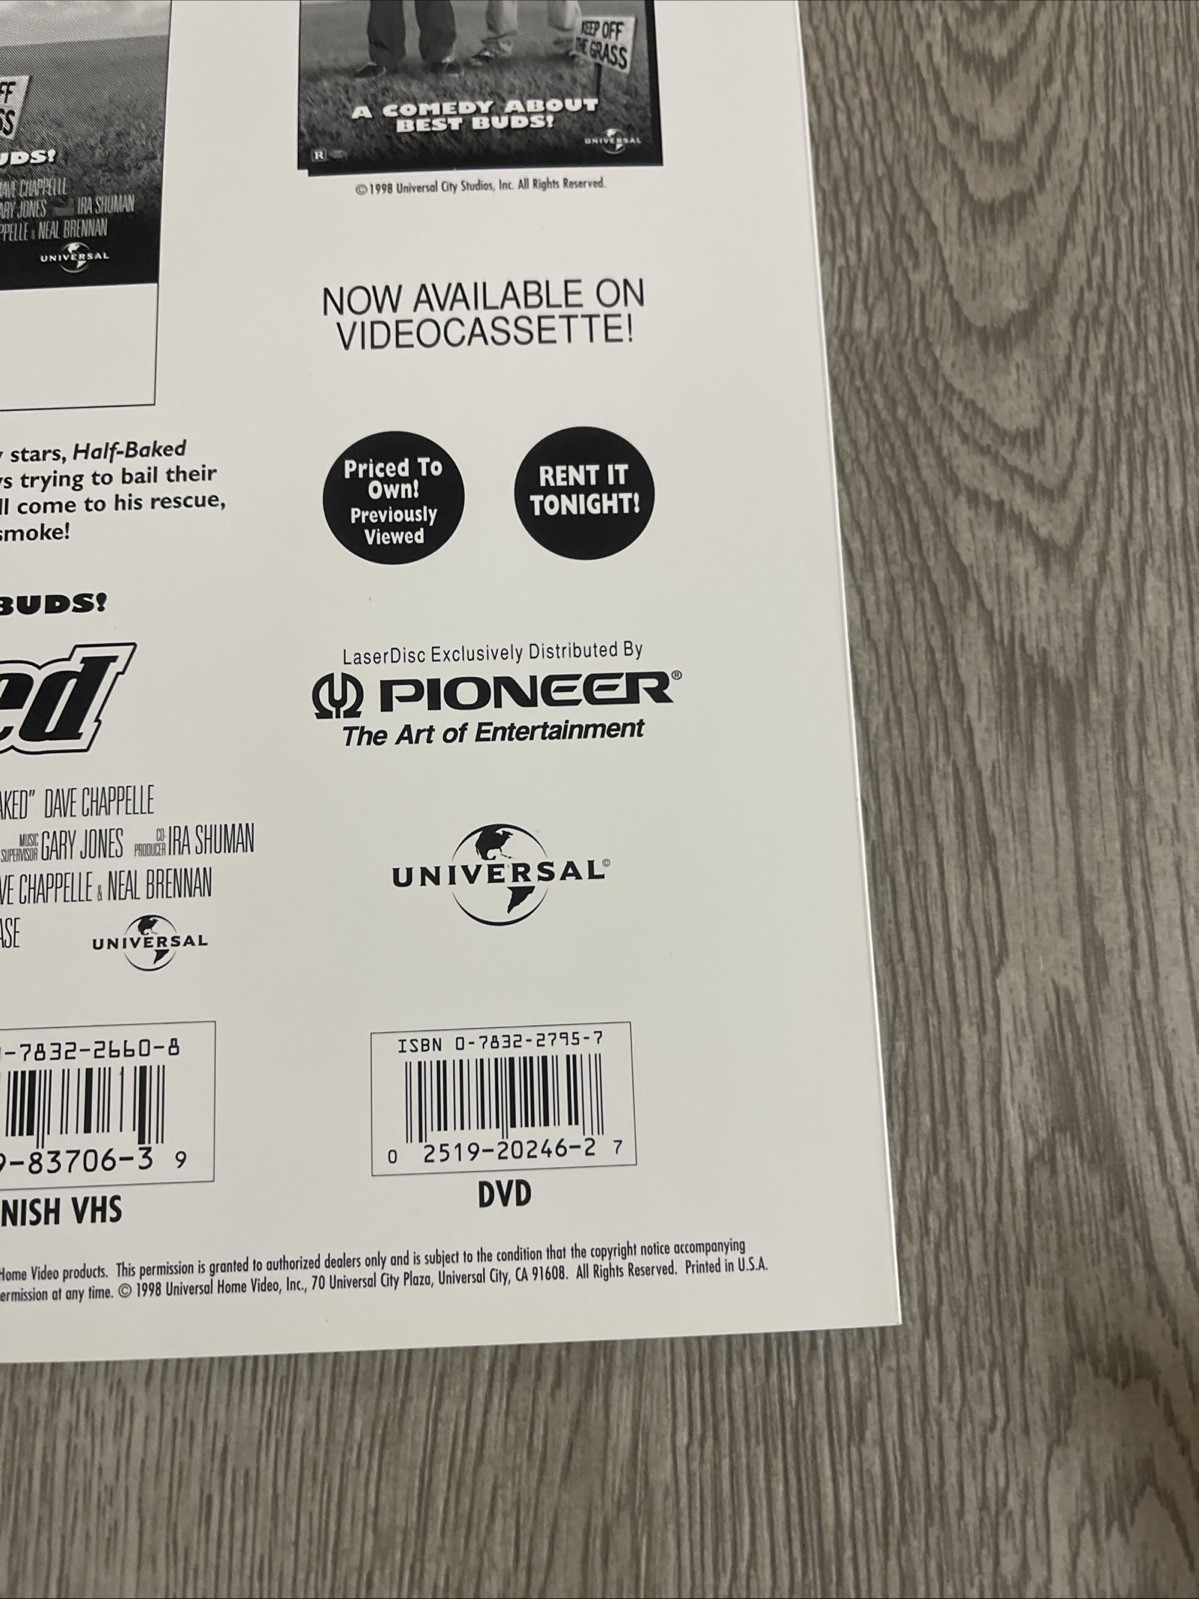 FF
UDS!
DAVE CHAPPELLE
GARY JONES IRA SHUMAN
CHAPPELLE & NEAL BRENNAN
UNIVERSAL
KEEP OFF
THE GRASS
A COMEDY ABOUT
BEST BUDS!
UNIVERSAL
R
©1998 Universal City Studios, Inc. All Rights Reserved.
NOW AVAILABLE ON
VIDEOCASSETTE!
stars, Half-Baked
s trying to bail their
ll come to his rescue,
smoke!
Priced To
Own!
Previously
Viewed
RENT IT
TONIGHT!
BUDS!
ed
LaserDisc Exclusively Distributed By
PIONEER®
The Art of Entertainment
AKED" DAVE CHAPPELLE
MUSIC SUPERVISOR GARY JONES CO-PRODUCER IRA SHUMAN
VE CHAPPELLE & NEAL BRENNAN
ASE UNIVERSAL
UNIVERSAL©
-7832-2660-8
9-83706-3 9
NISH VHS
ISBN 0-7832-2795-7
0 2519-20246-2 7
DVD
Home Video products. This permission is granted to authorized dealers only and is subject to the condition that the copyright notice accompanying
ermission at any time. © 1998 Universal Home Video, Inc., 70 Universal City Plaza, Universal City, CA 91608. All Rights Reserved. Printed in U.S.A.